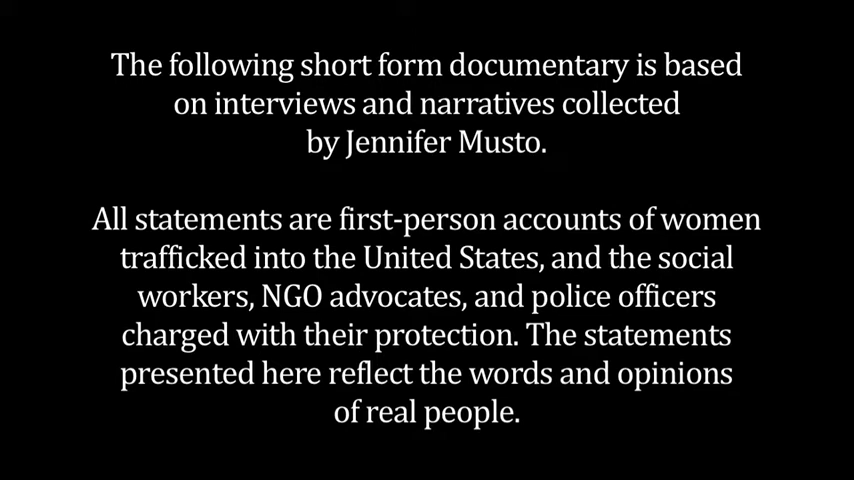 The following short form documentary is based
on interviews and narratives collected
by Jennifer Musto.
All statements are first-person accounts of women
trafficked into the United States, and the social
workers, NGO advocates, and police officers
charged with their protection. The statements
presented here reflect the words and opinions
of real people.